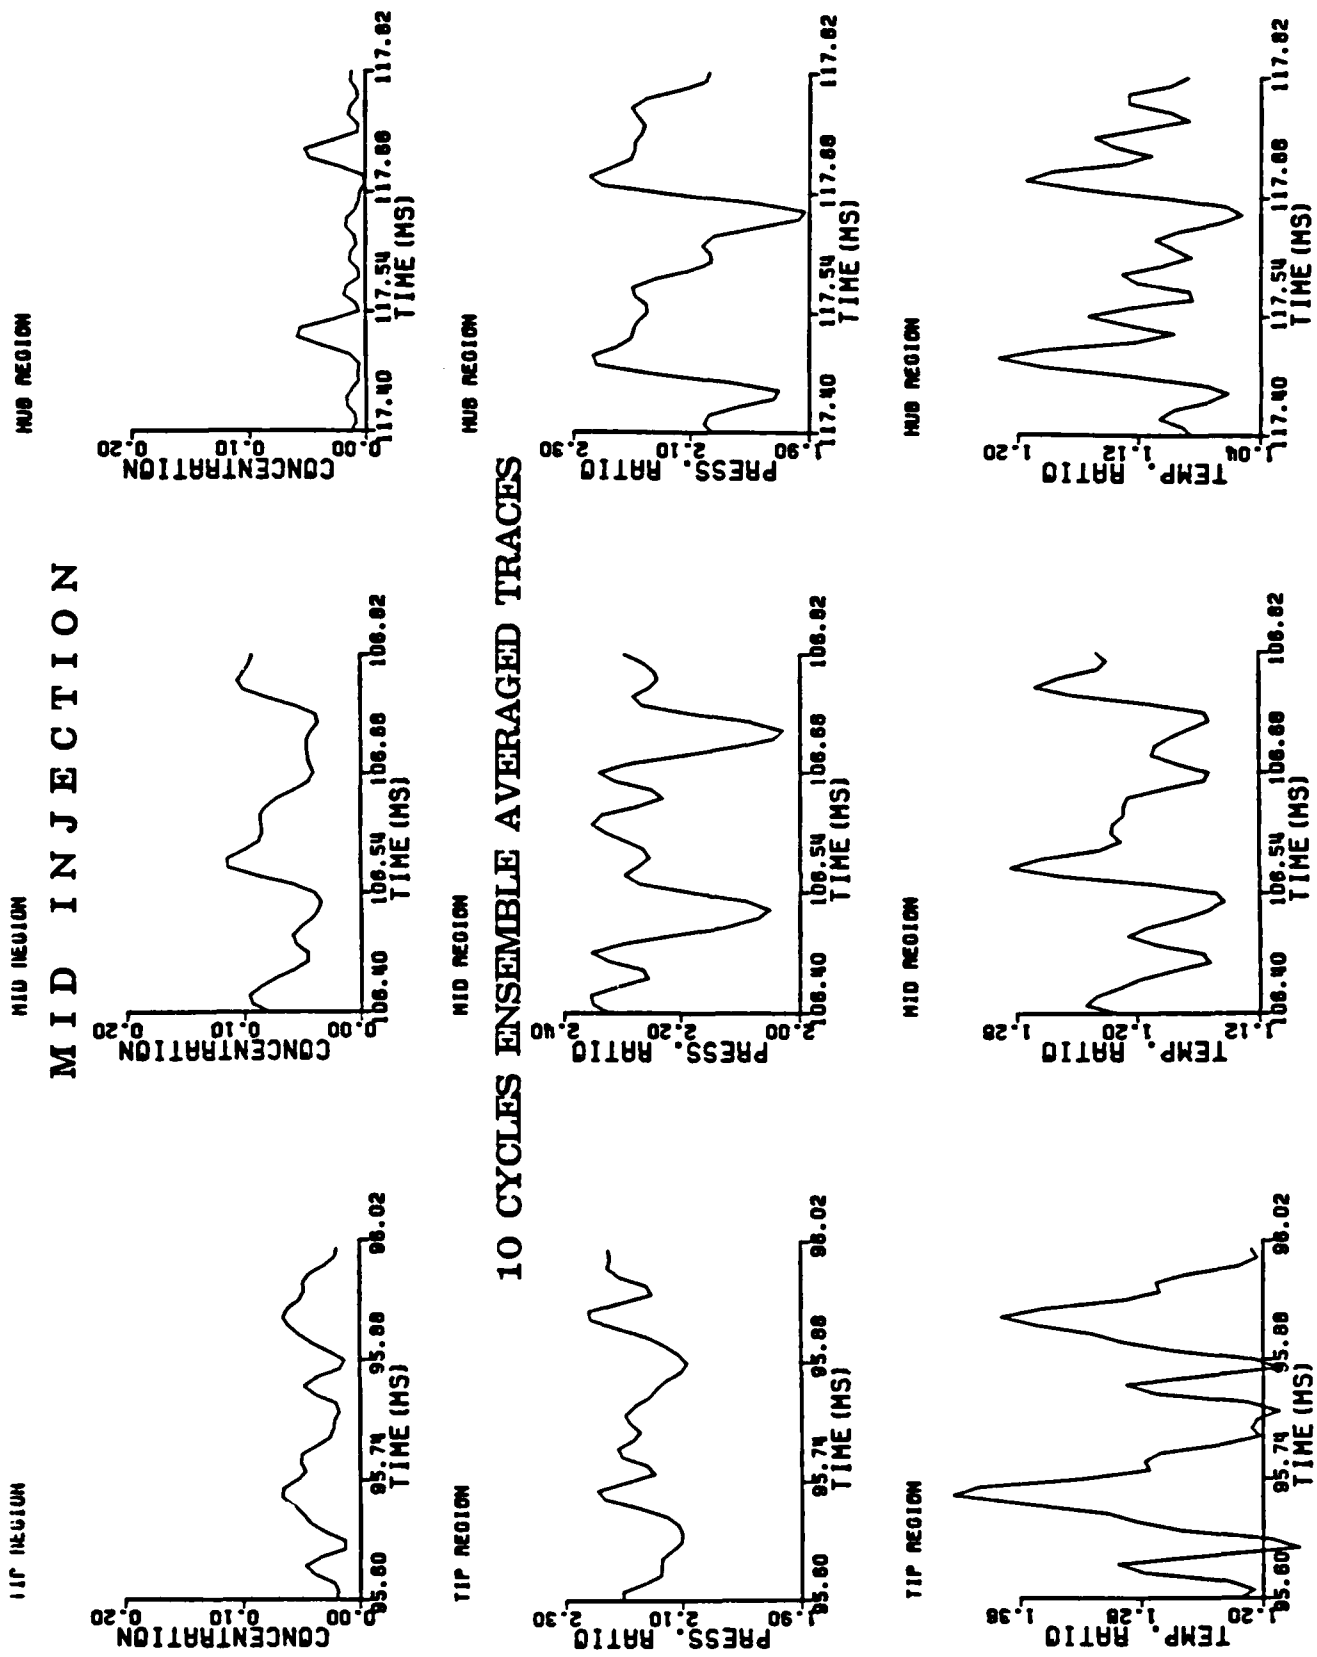 MID INJECTION
TIP REGION
CONCENTRATION
0.20
0.10
0.00
95.60
95.74
95.88
96.02
TIME (MS)
MID REGION
CONCENTRATION
0.20
0.10
0.00
106.40
106.54
106.68
106.82
TIME (MS)
HUB REGION
CONCENTRATION
0.20
0.10
0.00
117.40
117.54
117.68
117.82
TIME (MS)
10 CYCLES ENSEMBLE AVERAGED TRACES
TIP REGION
PRESS. RATIO
2.30
2.10
1.90
95.60
95.74
95.88
96.02
TIME (MS)
MID REGION
PRESS. RATIO
2.40
2.20
2.00
106.40
106.54
106.68
106.82
TIME (MS)
HUB REGION
PRESS. RATIO
2.30
2.10
1.90
117.40
117.54
117.68
117.82
TIME (MS)
TIP REGION
TEMP. RATIO
1.36
1.28
1.20
95.60
95.74
95.88
96.02
TIME (MS)
MID REGION
TEMP. RATIO
1.28
1.20
1.12
106.40
106.54
106.68
106.82
TIME (MS)
HUB REGION
TEMP. RATIO
1.20
1.12
1.04
117.40
117.54
117.68
117.82
TIME (MS)